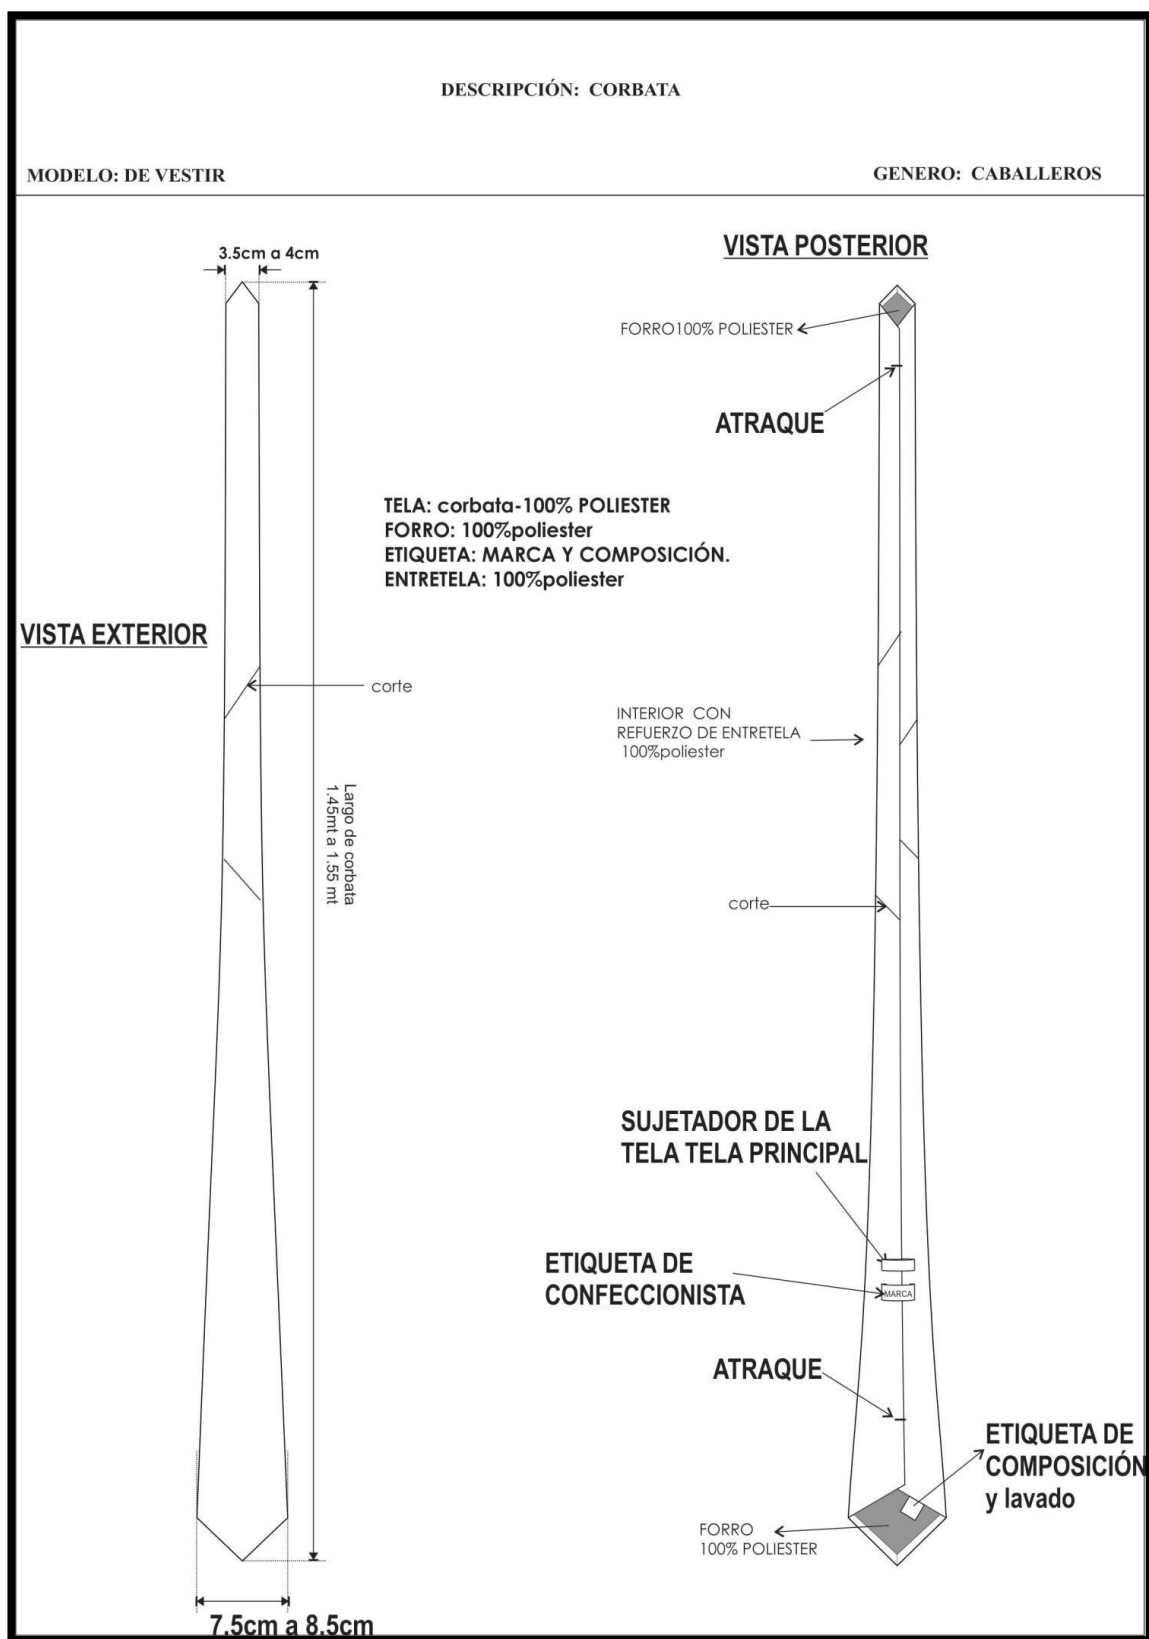 DESCRIPCIÓN: CORBATA
MODELO: DE VESTIR
GENERO: CABALLEROS
3.5cm a 4cm
VISTA POSTERIOR
FORRO100% POLIESTER
ATRAQUE
TELA: corbata-100% POLIESTER
FORRO: 100%poliester
ETIQUETA: MARCA Y COMPOSICIÓN.
ENTRETELA: 100%poliester
VISTA EXTERIOR
corte
INTERIOR CON
REFUERZO DE ENTRETELA
100%poliester
Largo de corbata
1.45mt a 1.55 mt
corte
SUJETADOR DE LA
TELA TELA PRINCIPAL
ETIQUETA DE
CONFECCIONISTA
MARCA
ATRAQUE
ETIQUETA DE
COMPOSICIÓN
y lavado
FORRO
100% POLIESTER
7.5cm a 8.5cm